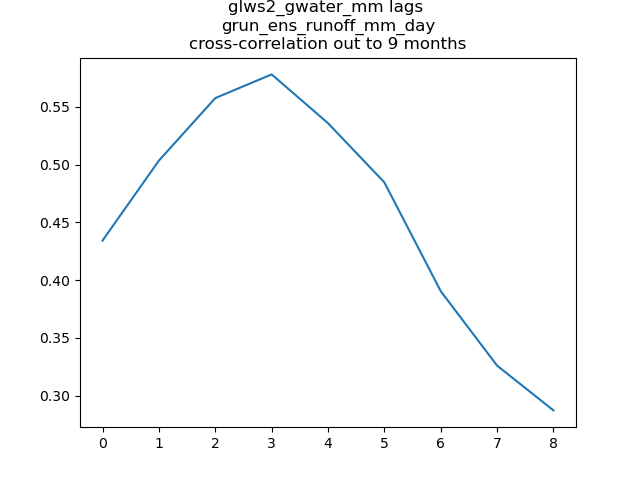 glws2_gwater_mm lags
grun_ens_runoff_mm_day
cross-correlation out to 9 months
0.55
0.50
0.45
0.40
0.35
0.30
0 1 2 3 4 5 6 7 8